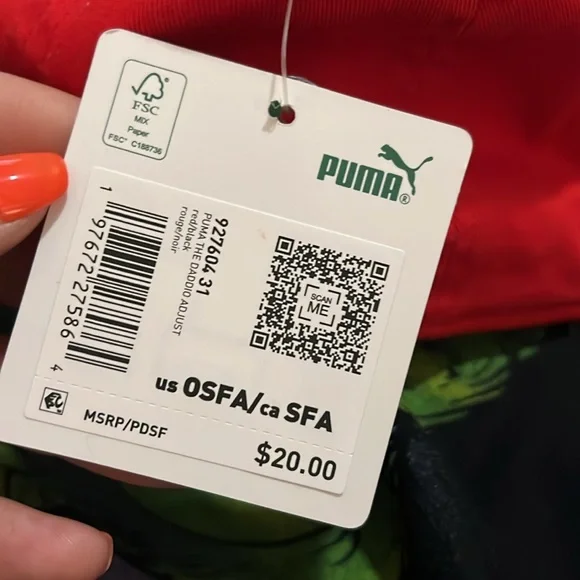 FSC
MIX
Paper
FSC® C188736
PUMA®
927604 31
PUMA THE DADDIO ADJUST
red/black
rouge/noir
SCAN
ME
1 97672 27586 4
us OSFA/ca SFA
MSRP/PDSF
$20.00